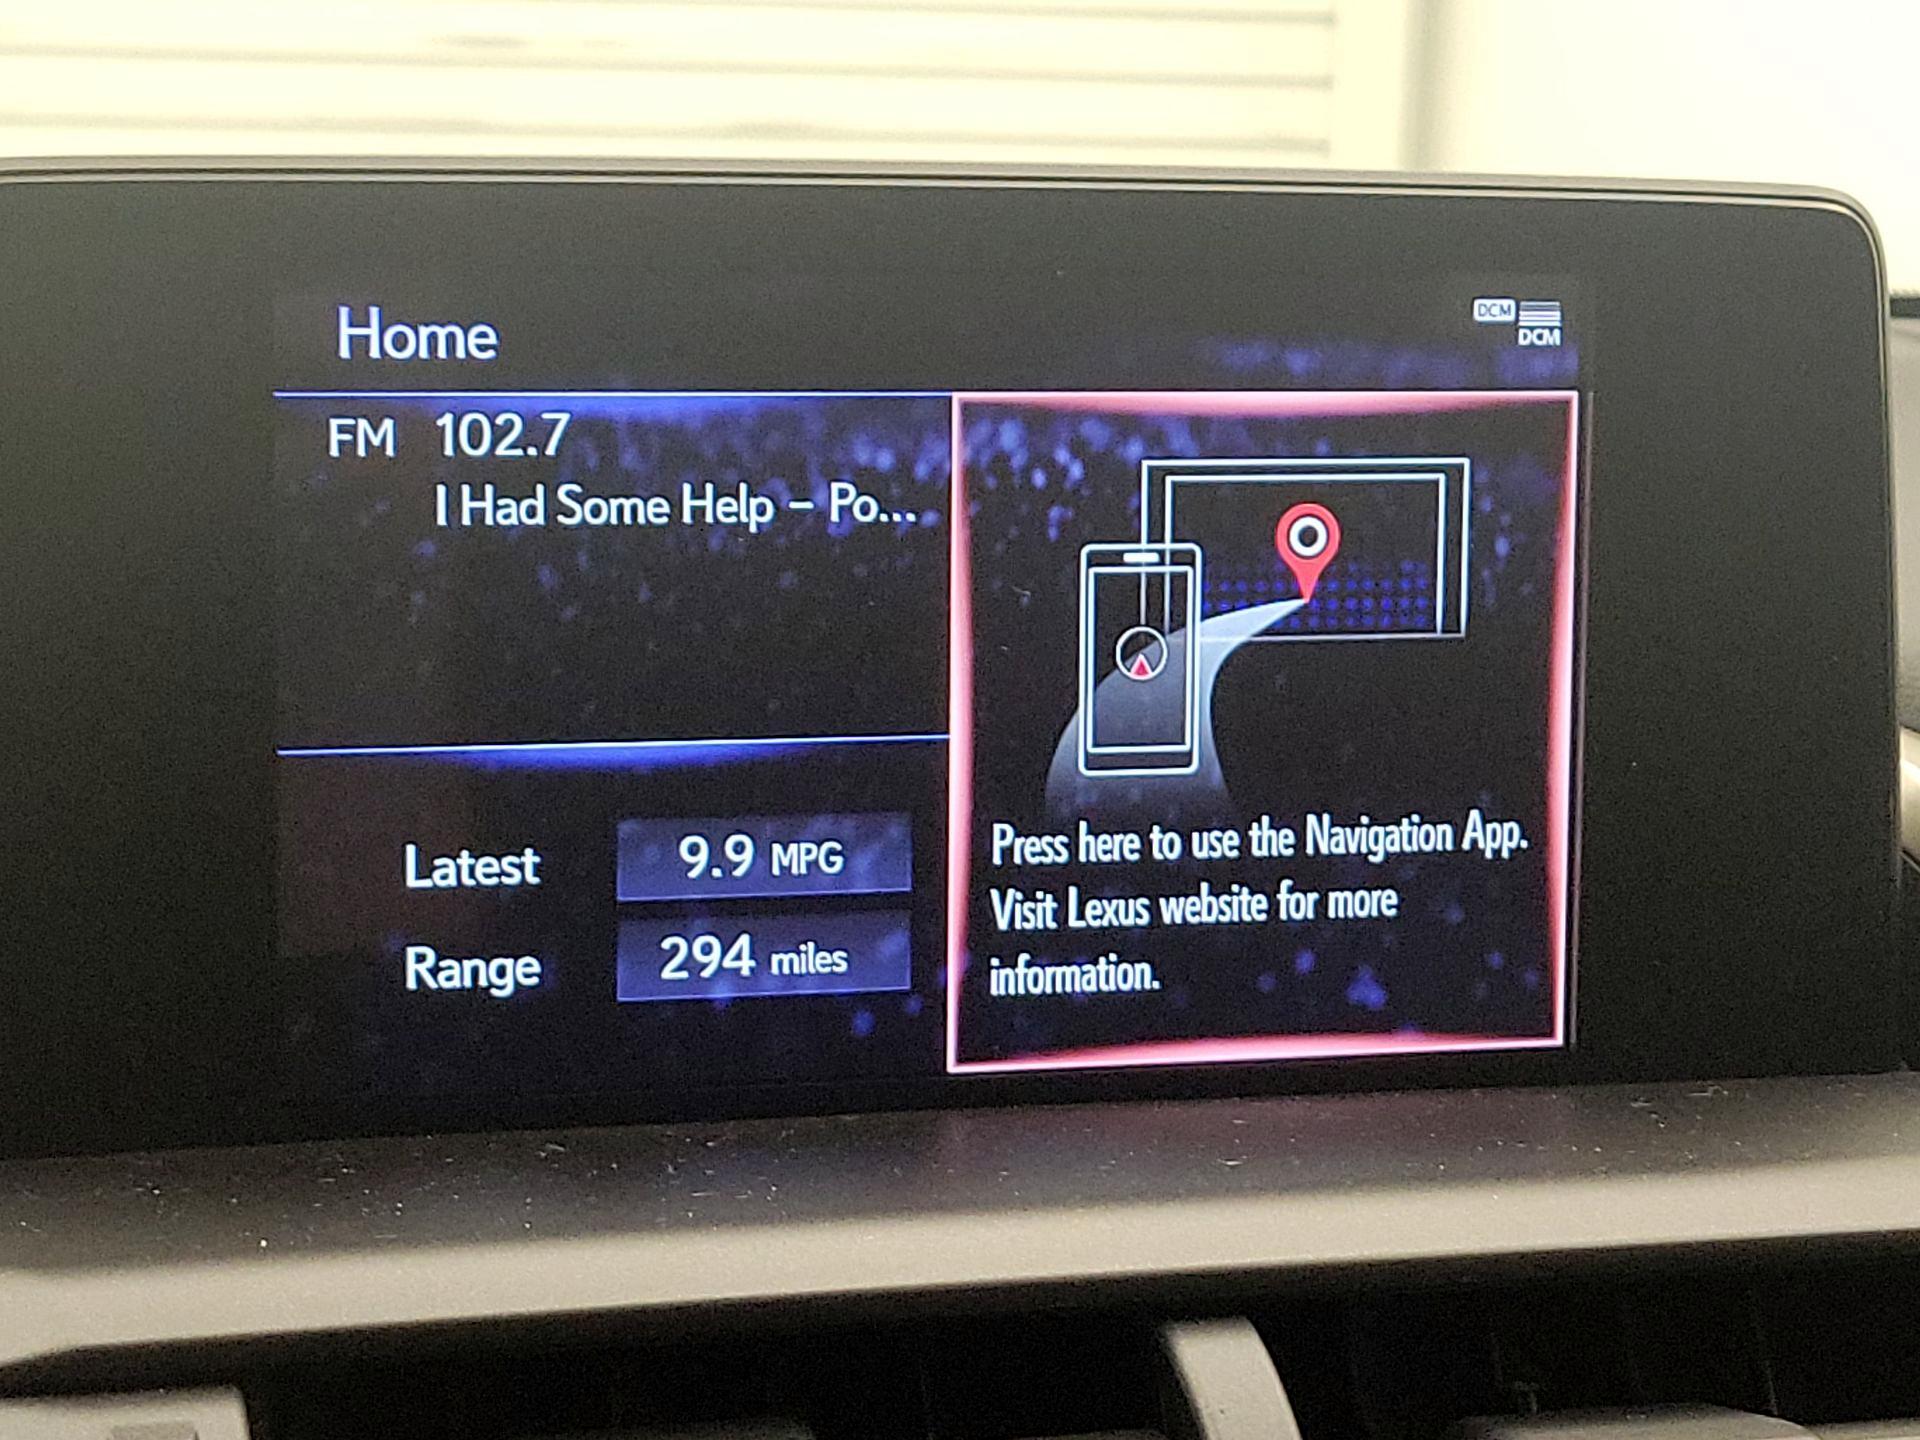 Home
DCM
DCM
FM 102.7
I Had Some Help – Po...
Latest 9.9 MPG
Range 294 miles
Press here to use the Navigation App.
Visit Lexus website for more
information.